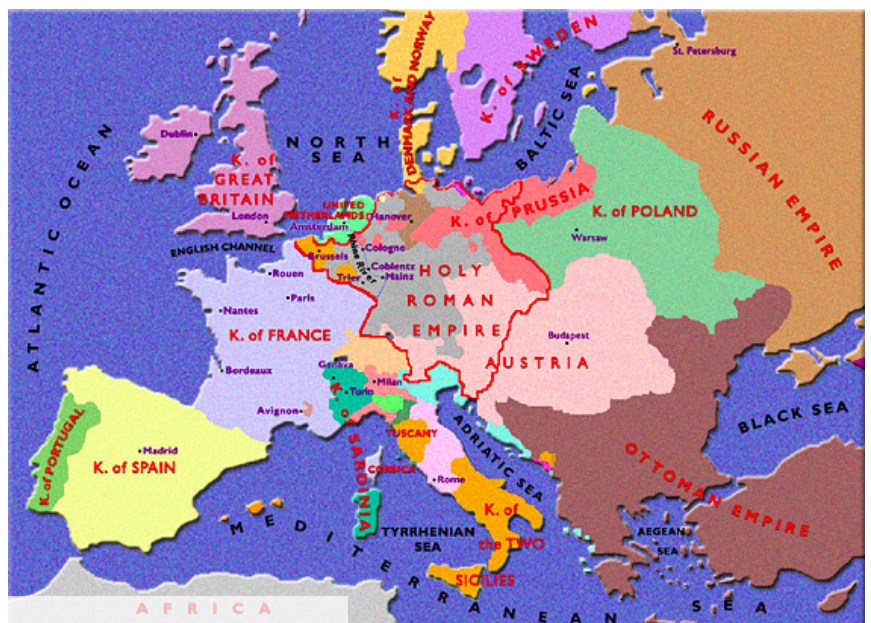 St. Petersburg
K. of SWEDEN
K. of
DENMARK AND NORWAY
RUSSIAN EMPIRE
BALTIC SEA
ATLANTIC OCEAN
Dublin
NORTH
SEA
K. of
GREAT
BRITAIN
London
UNITED
NETHERLANDS
Amsterdam
Hanover
K. of PRUSSIA
K. of POLAND
Warsaw
ENGLISH CHANNEL
Brussels
Rhine River
Cologne
Coblentz
Mainz
Trier
HOLY
ROMAN
EMPIRE
Rouen
Paris
Nantes
K. of FRANCE
Budapest
AUSTRIA
Geneva
Bordeaux
Milan
Turin
Avignon
K. of SARDINIA
BLACK SEA
K. of PORTUGAL
Madrid
K. of SPAIN
TUSCANY
ADRIATIC SEA
CORSICA
Rome
OTTOMAN EMPIRE
K. of
the TWO
SICILIES
TYRRHENIAN
SEA
AEGEAN
SEA
MEDITERRANEAN SEA
AFRICA